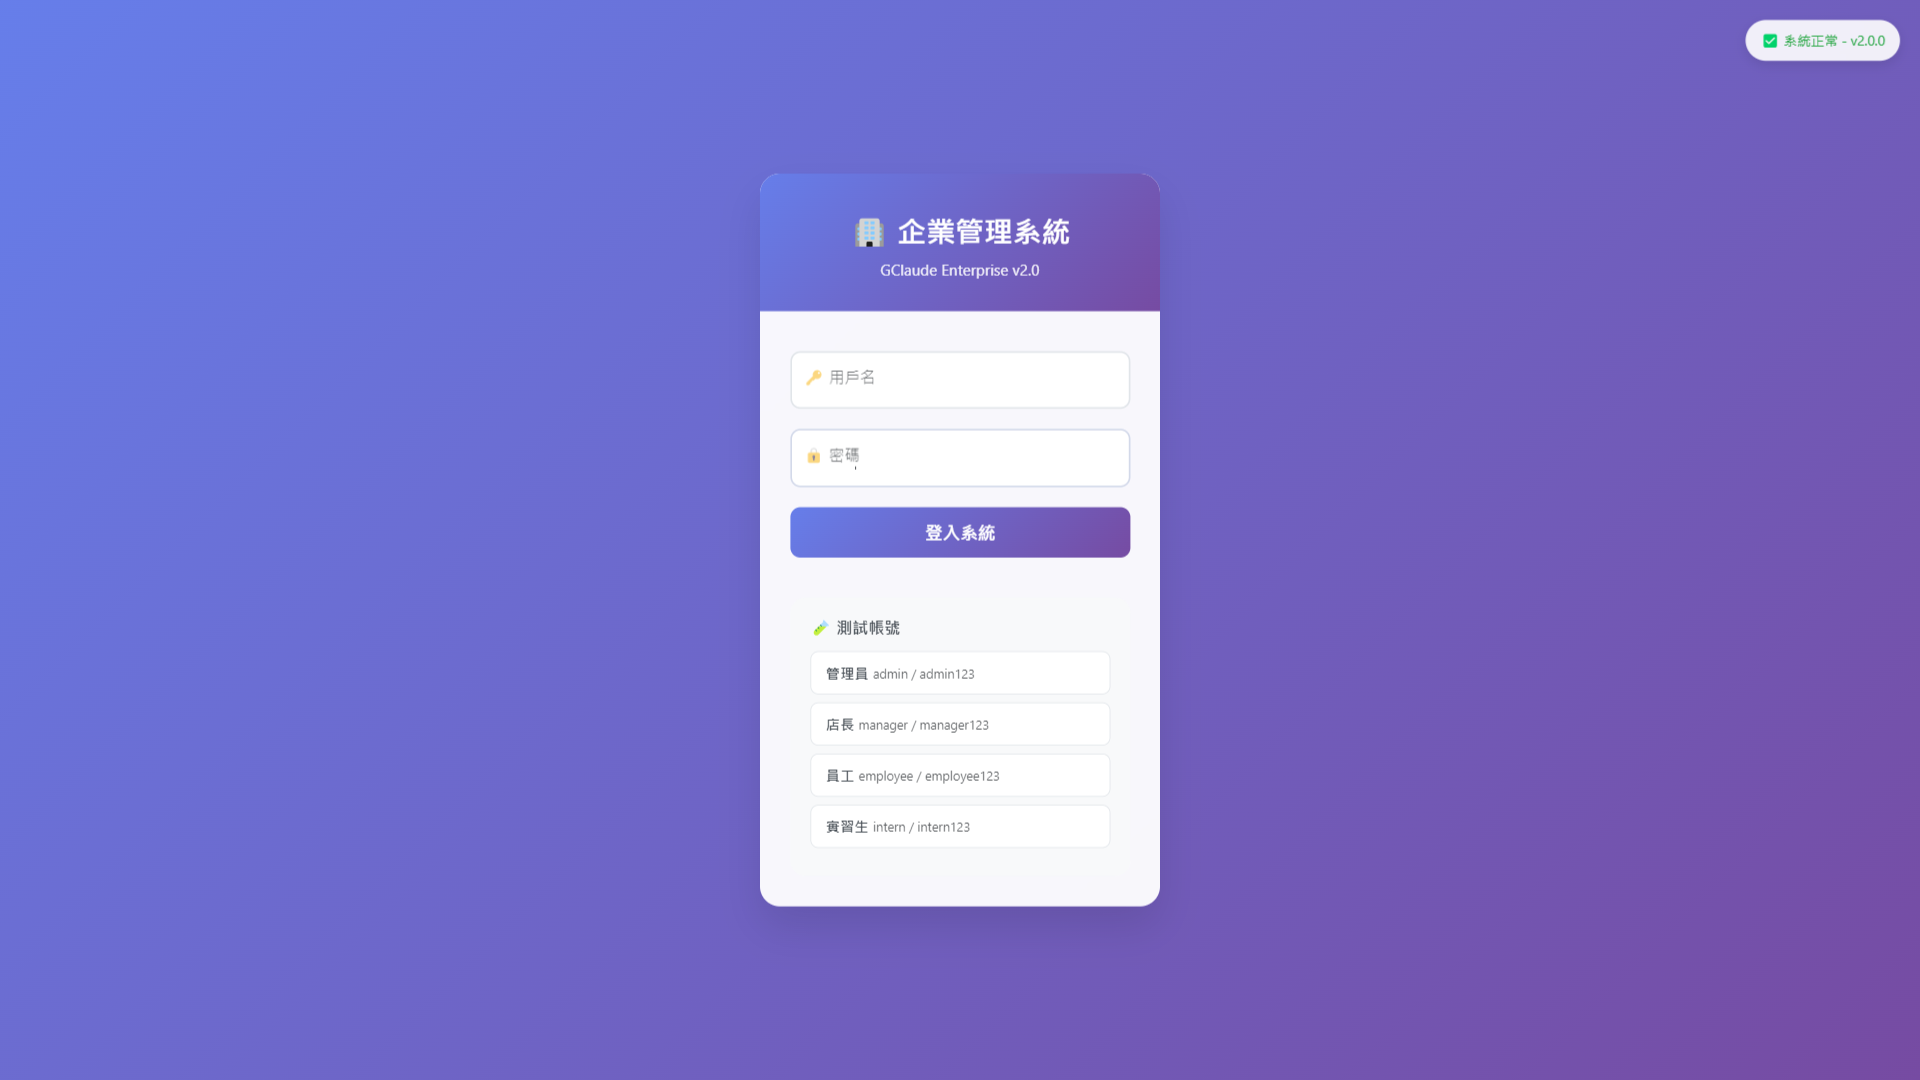 系統正常 - v2.0.0
企業管理系統
GClaude Enterprise v2.0
用戶名
密碼
登入系統
測試帳號
管理員 admin / admin123
店長 manager / manager123
員工 employee / employee123
實習生 intern / intern123